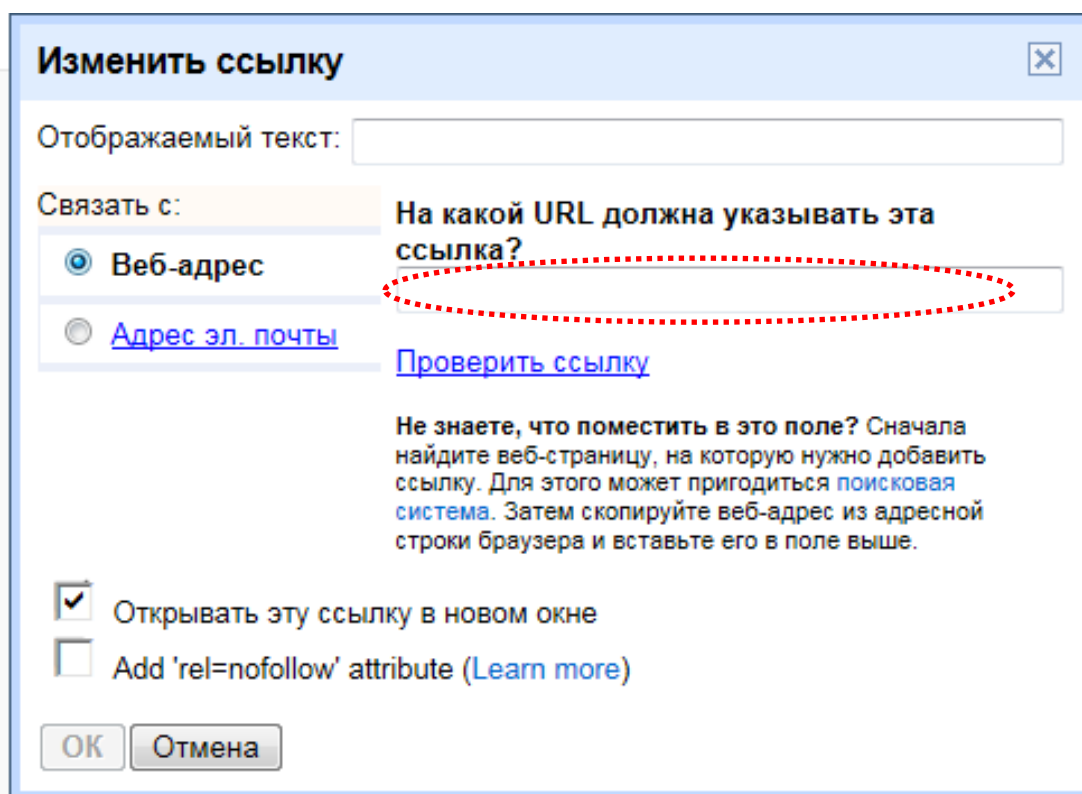 Изменить ссылку
Отображаемый текст:
Связать с:
Веб-адрес
Адрес эл. почты
На какой URL должна указывать эта
ссылка?
Проверить ссылку
Не знаете, что поместить в это поле? Сначала
найдите веб-страницу, на которую нужно добавить
ссылку. Для этого может пригодиться поисковая
система. Затем скопируйте веб-адрес из адресной
строки браузера и вставьте его в поле выше.
Открывать эту ссылку в новом окне
Add 'rel=nofollow' attribute (Learn more)
ОК Отмена